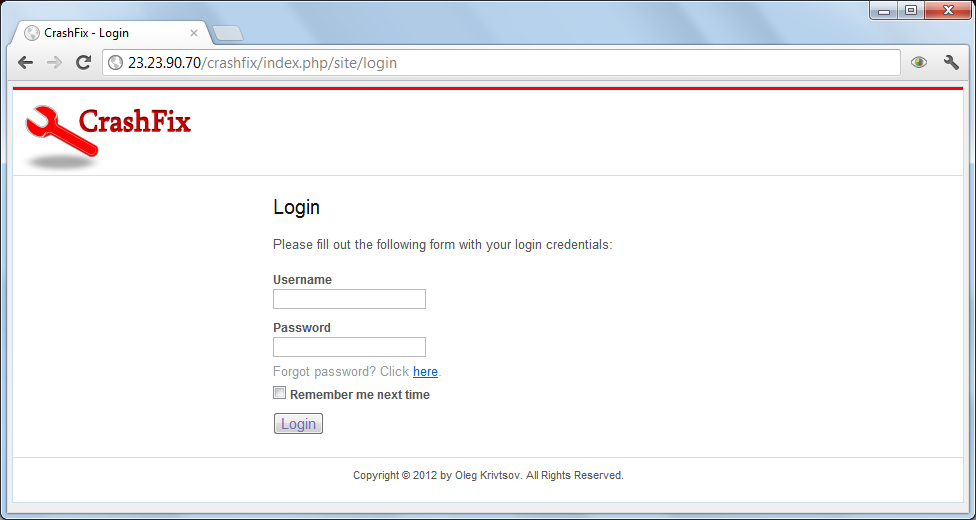 CrashFix - Login
23.23.90.70/crashfix/index.php/site/login
CrashFix
Login
Please fill out the following form with your login credentials:
Username
Password
Forgot password? Click here.
Remember me next time
Login
Copyright © 2012 by Oleg Krivtsov. All Rights Reserved.